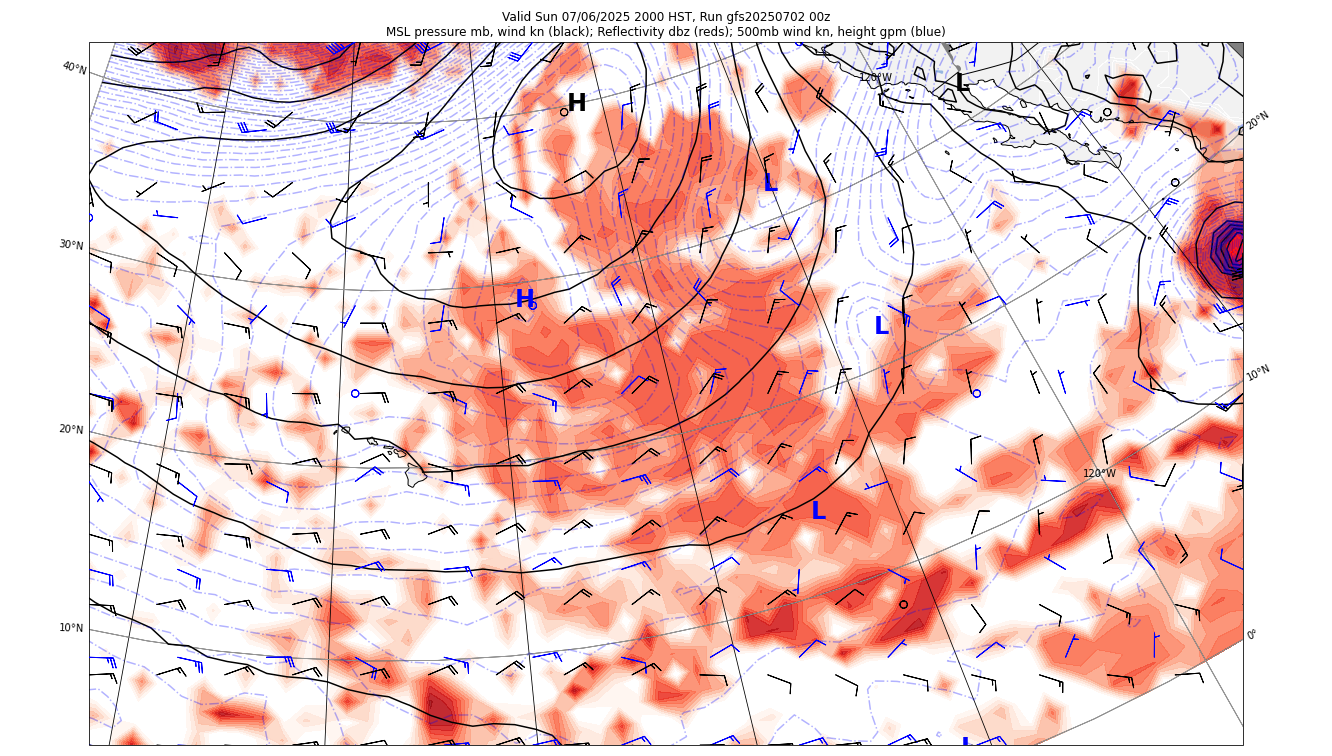 Valid Sun 07/06/2025 2000 HST, Run gfs20250702 00z
MSL pressure mb, wind kn (black); Reflectivity dbz (reds); 500mb wind kn, height gpm (blue)
40°N
120°W
L
H
20°N
L
30°N
H
L
10°N
20°N
120°W
L
10°N
0°
L